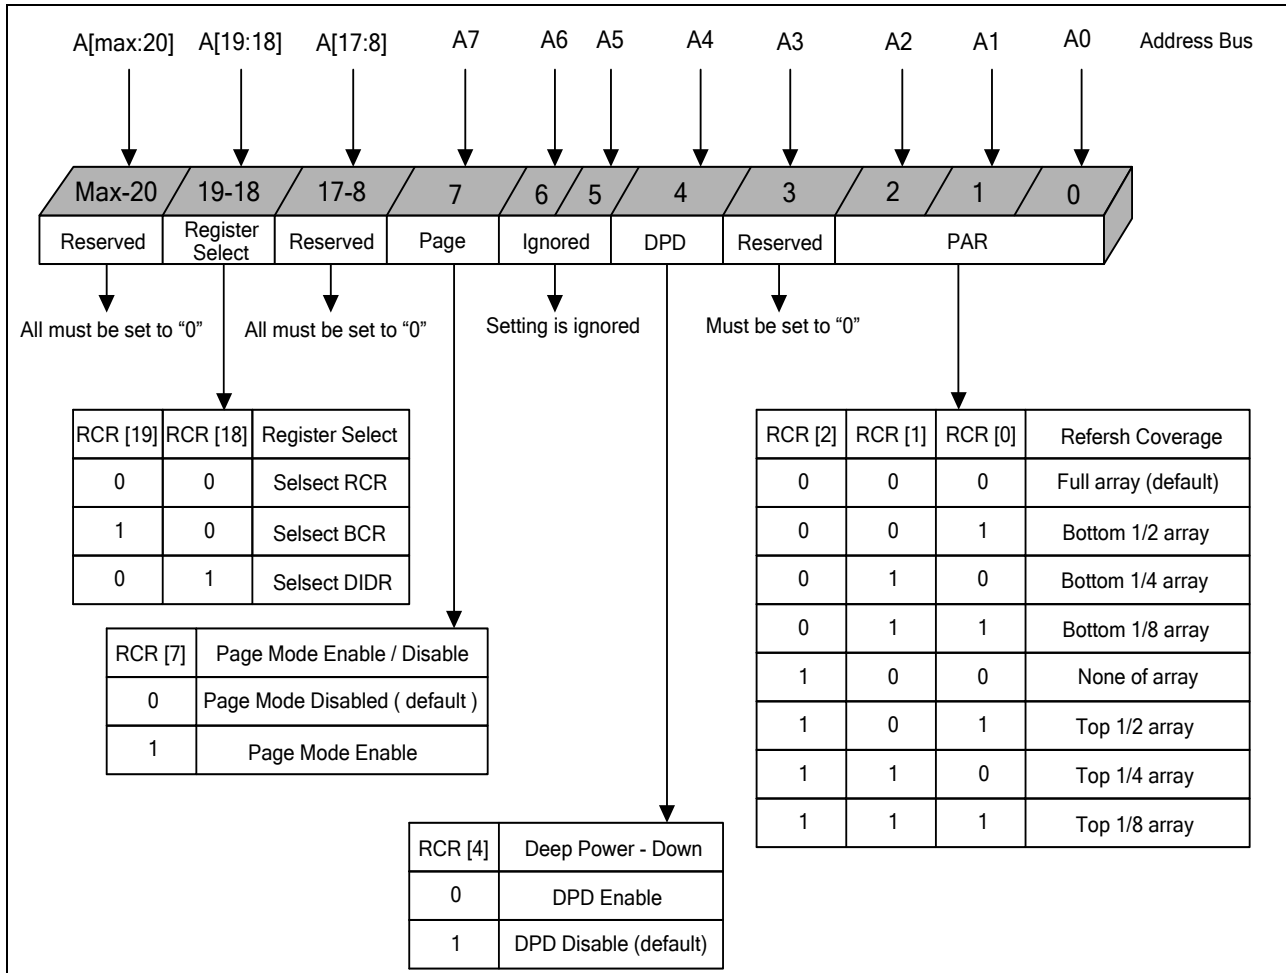 A[max:20] A[19:18] A[17:8] A7 A6 A5 A4 A3 A2 A1 A0 Address Bus
Max-20 19-18 17-8 7 6 5 4 3 2 1 0
Reserved Register Select Reserved Page Ignored DPD Reserved PAR
All must be set to “0” All must be set to “0” Setting is ignored Must be set to “0”
RCR [19] RCR [18] Register Select
0 0 Selsect RCR
1 0 Selsect BCR
0 1 Selsect DIDR
RCR [7] Page Mode Enable / Disable
0 Page Mode Disabled ( default )
1 Page Mode Enable
RCR [4] Deep Power - Down
0 DPD Enable
1 DPD Disable (default)
RCR [2] RCR [1] RCR [0] Refersh Coverage
0 0 0 Full array (default)
0 0 1 Bottom 1/2 array
0 1 0 Bottom 1/4 array
0 1 1 Bottom 1/8 array
1 0 0 None of array
1 0 1 Top 1/2 array
1 1 0 Top 1/4 array
1 1 1 Top 1/8 array